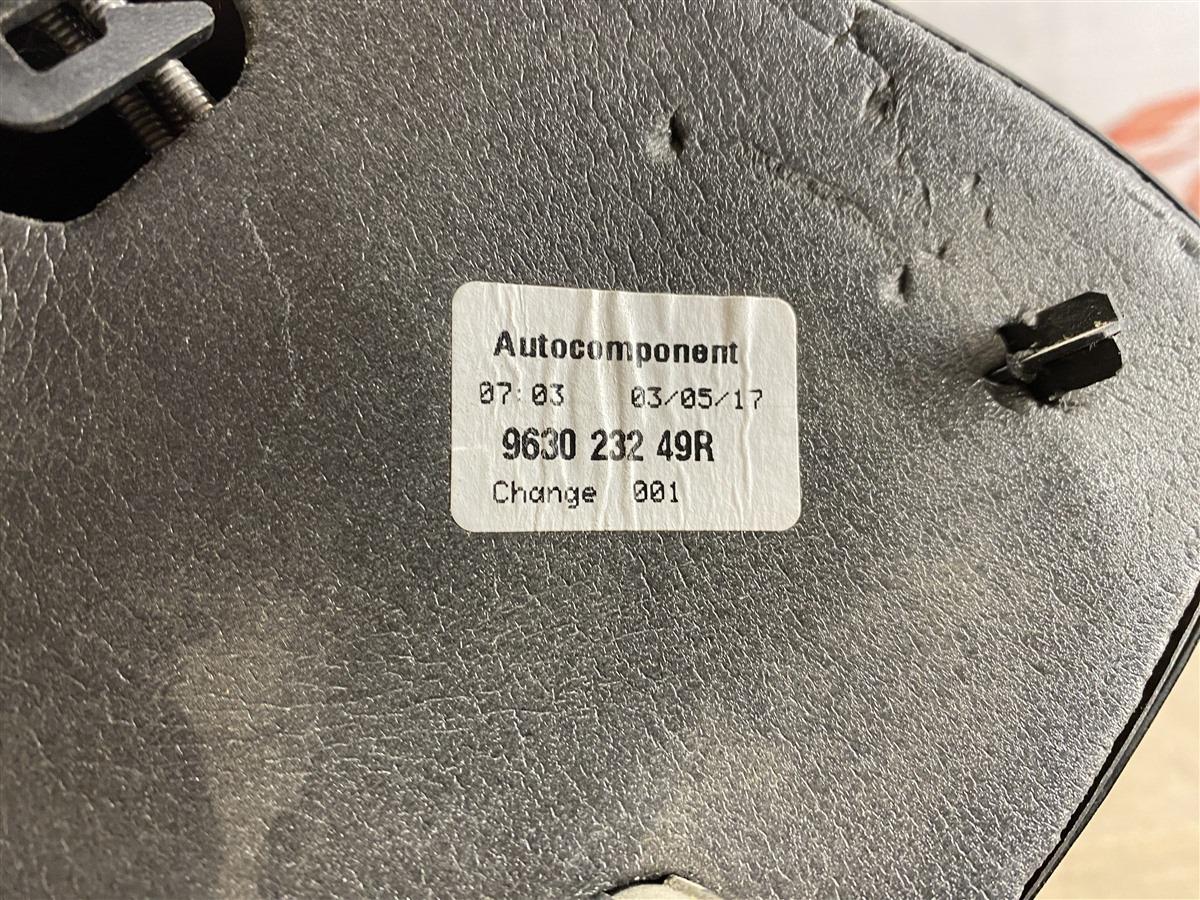 Autocomponent
07:03 03/05/17
9630 232 49R
Change 001